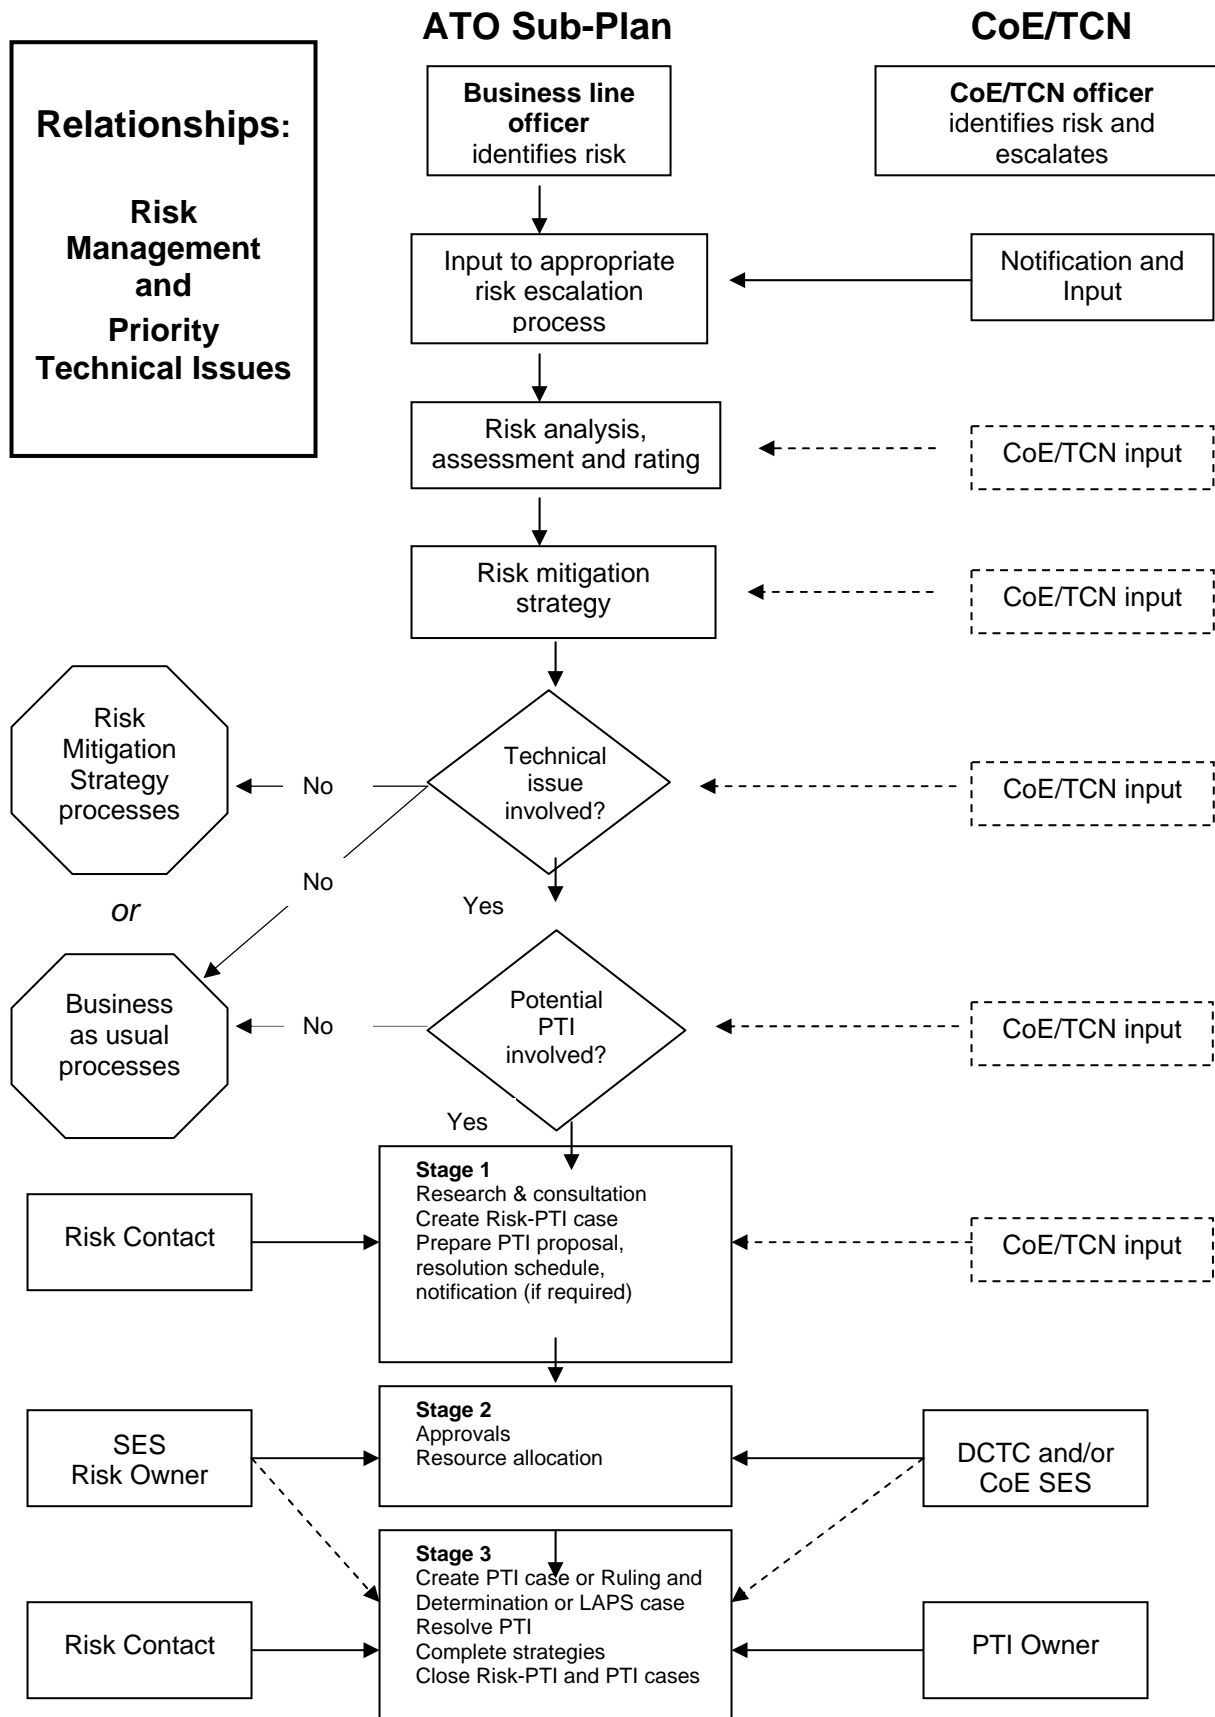 ATO Sub-Plan
CoE/TCN
Relationships:
Risk
Management
and
Priority
Technical Issues
Business line
officer
identifies risk
CoE/TCN officer
identifies risk and
escalates
Input to appropriate
risk escalation
process
Notification and
Input
Risk analysis,
assessment and rating
CoE/TCN input
Risk mitigation
strategy
CoE/TCN input
Risk
Mitigation
Strategy
processes
No
Technical
issue
involved?
CoE/TCN input
No
or
Yes
Business
as usual
processes
No
Potential
PTI
involved?
CoE/TCN input
Yes
Risk Contact
Stage 1
Research & consultation
Create Risk-PTI case
Prepare PTI proposal,
resolution schedule,
notification (if required)
CoE/TCN input
SES
Risk Owner
Stage 2
Approvals
Resource allocation
DCTC and/or
CoE SES
Risk Contact
Stage 3
Create PTI case or Ruling and
Determination or LAPS case
Resolve PTI
Complete strategies
Close Risk-PTI and PTI cases
PTI Owner